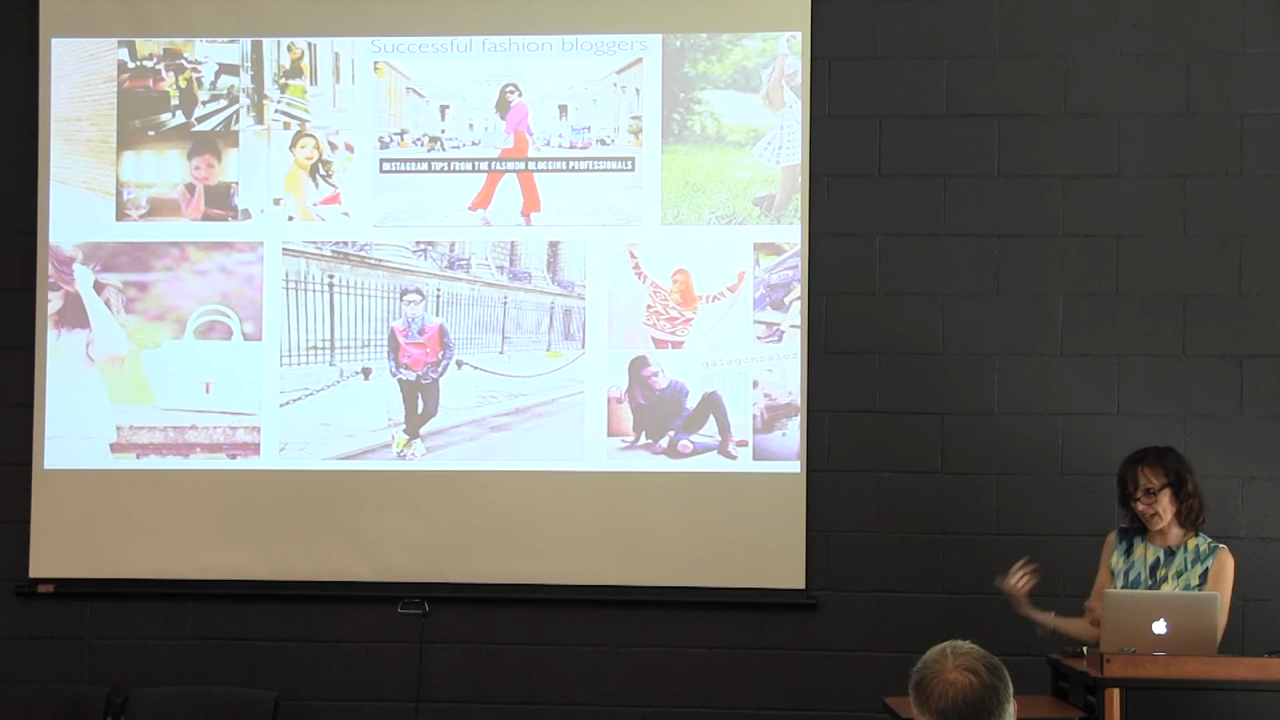 Successful fashion bloggers
INSTAGRAM TIPS FROM THE FASHION BLOGGING PROFESSIONALS
galagonzalez